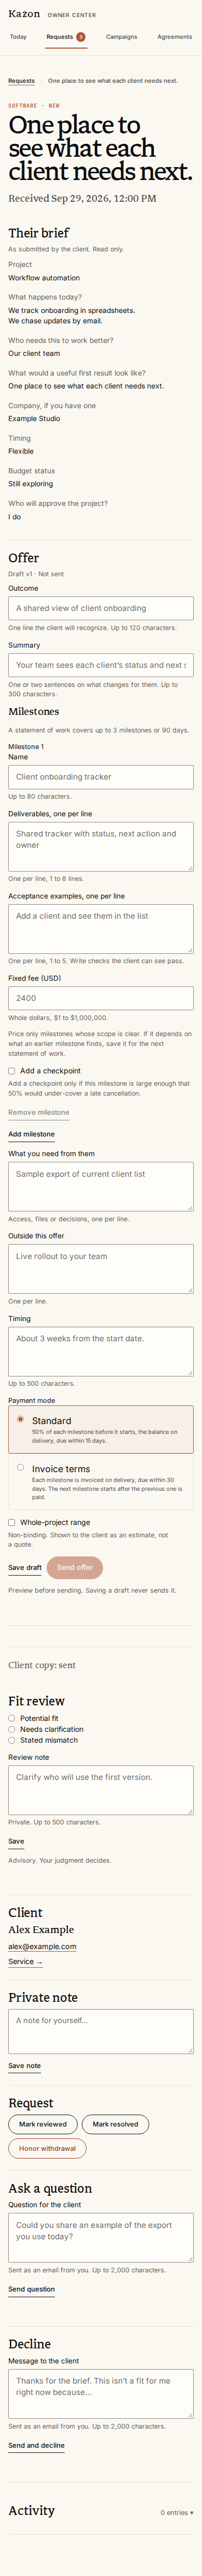 Kazon OWNER CENTER
Today Requests 3 Campaigns Agreements
Requests One place to see what each client needs next.
SOFTWARE · NEW
One place to
see what each
client needs next.
Received Sep 29, 2026, 12:00 PM
Their brief
As submitted by the client. Read only.
Project
Workflow automation
What happens today?
We track onboarding in spreadsheets.
We chase updates by email.
Who needs this to work better?
Our client team
What would a useful first result look like?
One place to see what each client needs next.
Company, if you have one
Example Studio
Timing
Flexible
Budget status
Still exploring
Who will approve the project?
I do
Offer
Draft v1 · Not sent
Outcome
A shared view of client onboarding
One line the client will recognize. Up to 120 characters.
Summary
Your team sees each client's status and next s
One or two sentences on what changes for them. Up to
300 characters.
Milestones
A statement of work covers up to 3 milestones or 90 days.
Milestone 1
Name
Client onboarding tracker
Up to 80 characters.
Deliverables, one per line
Shared tracker with status, next action and
owner
One per line, 1 to 8 lines.
Acceptance examples, one per line
Add a client and see them in the list
One per line, 1 to 5. Write checks the client can see pass.
Fixed fee (USD)
2400
Whole dollars, $1 to $1,000,000.
Price only milestones whose scope is clear. If it depends on
what an earlier milestone finds, save it for the next
statement of work.
Add a checkpoint
Add a checkpoint only if this milestone is large enough that
50% would under-cover a late cancellation.
Remove milestone
Add milestone
What you need from them
Sample export of current client list
Access, files or decisions, one per line.
Outside this offer
Live rollout to your team
One per line.
Timing
About 3 weeks from the start date.
Up to 500 characters.
Payment mode
Standard
50% of each milestone before it starts, the balance on
delivery, due within 15 days.
Invoice terms
Each milestone is invoiced on delivery, due within 30
days. The next milestone starts after the previous one is
paid.
Whole-project range
Non-binding. Shown to the client as an estimate, not
a quote.
Save draft Send offer
Preview before sending. Saving a draft never sends it.
Client copy: sent
Fit review
Potential fit
Needs clarification
Stated mismatch
Review note
Clarify who will use the first version.
Private. Up to 500 characters.
Save
Advisory. Your judgment decides.
Client
Alex Example
alex@example.com
Service →
Private note
A note for yourself...
Save note
Request
Mark reviewed Mark resolved
Honor withdrawal
Ask a question
Question for the client
Could you share an example of the export
you use today?
Sent as an email from you. Up to 2,000 characters.
Send question
Decline
Message to the client
Thanks for the brief. This isn't a fit for me
right now because...
Sent as an email from you. Up to 2,000 characters.
Send and decline
Activity 0 entries ▾